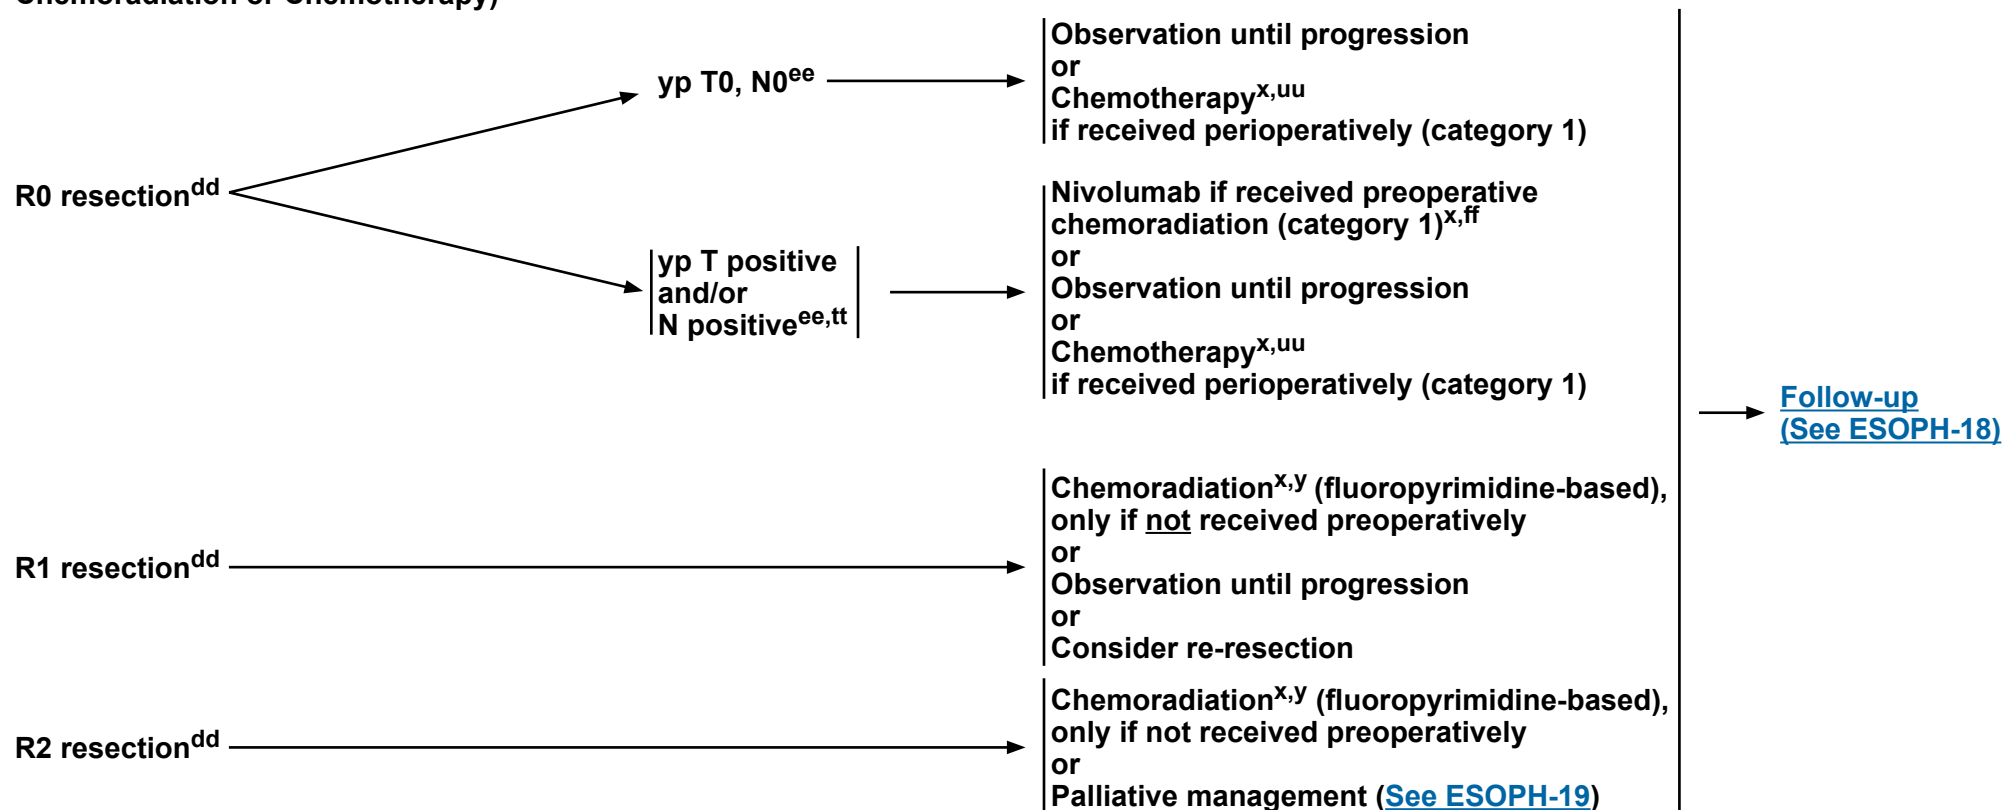 Chemoradiation or Chemotherapy)
Observation until progression
or
Chemotherapyx,uu
if received perioperatively (category 1)
yp T0, N0ee
R0 resectiondd
Nivolumab if received preoperative
chemoradiation (category 1)x,ff
or
Observation until progression
or
Chemotherapyx,uu
if received perioperatively (category 1)
yp T positive
and/or
N positiveee,tt
Follow-up
(See ESOPH-18)
R1 resectiondd
Chemoradiationx,y (fluoropyrimidine-based),
only if not received preoperatively
or
Observation until progression
or
Consider re-resection
R2 resectiondd
Chemoradiationx,y (fluoropyrimidine-based),
only if not received preoperatively
or
Palliative management (See ESOPH-19)